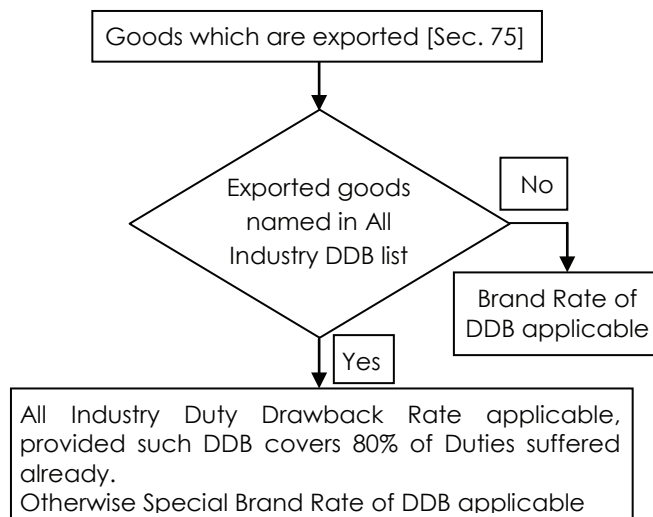 Goods which are exported [Sec. 75]
Exported goods
named in All
Industry DDB list
No
Brand Rate of
DDB applicable
Yes
All Industry Duty Drawback Rate applicable,
provided such DDB covers 80% of Duties suffered
already.
Otherwise Special Brand Rate of DDB applicable